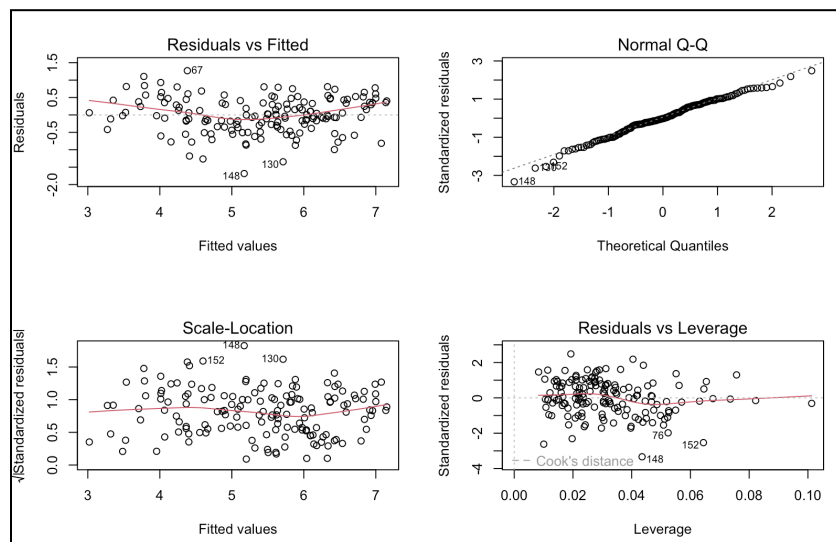 Residuals vs Fitted
Residuals
1.5
0.5
-0.5
-2.0
67
148
130
3 4 5 6 7
Fitted values
Normal Q-Q
Standardized residuals
3
1
-1
-3
152
148
-2 -1 0 1 2
Theoretical Quantiles
Scale-Location
√|Standardized residuals|
1.5
1.0
0.5
0.0
148
152
130
3 4 5 6 7
Fitted values
Residuals vs Leverage
Standardized residuals
2
0
-2
-4
76
152
148
Cook's distance
0.00 0.02 0.04 0.06 0.08 0.10
Leverage